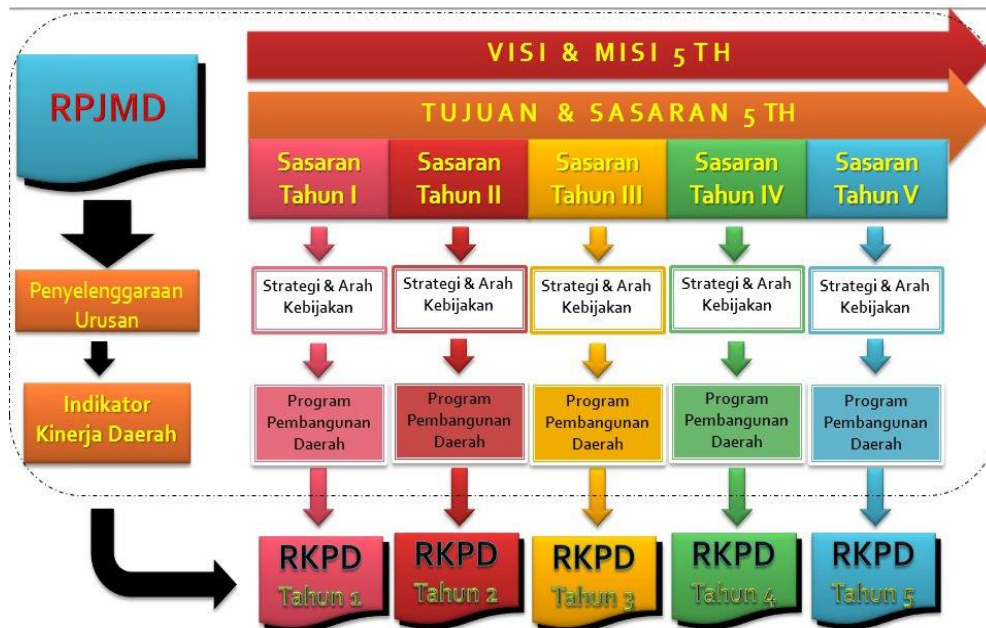 VISI & MISI 5 TH
RPJMD
TUJUAN & SASARAN 5 TH
Sasaran
Tahun I
Sasaran
Tahun II
Sasaran
Tahun III
Sasaran
Tahun IV
Sasaran
Tahun V
Penyelenggaraan
Urusan
Strategi & Arah
Kebijakan
Strategi & Arah
Kebijakan
Strategi & Arah
Kebijakan
Strategi & Arah
Kebijakan
Strategi & Arah
Kebijakan
Indikator
Kinerja Daerah
Program
Pembangunan
Daerah
Program
Pembangunan
Daerah
Program
Pembangunan
Daerah
Program
Pembangunan
Daerah
Program
Pembangunan
Daerah
RKPD
Tahun 1
RKPD
Tahun 2
RKPD
Tahun 3
RKPD
Tahun 4
RKPD
Tahun 5